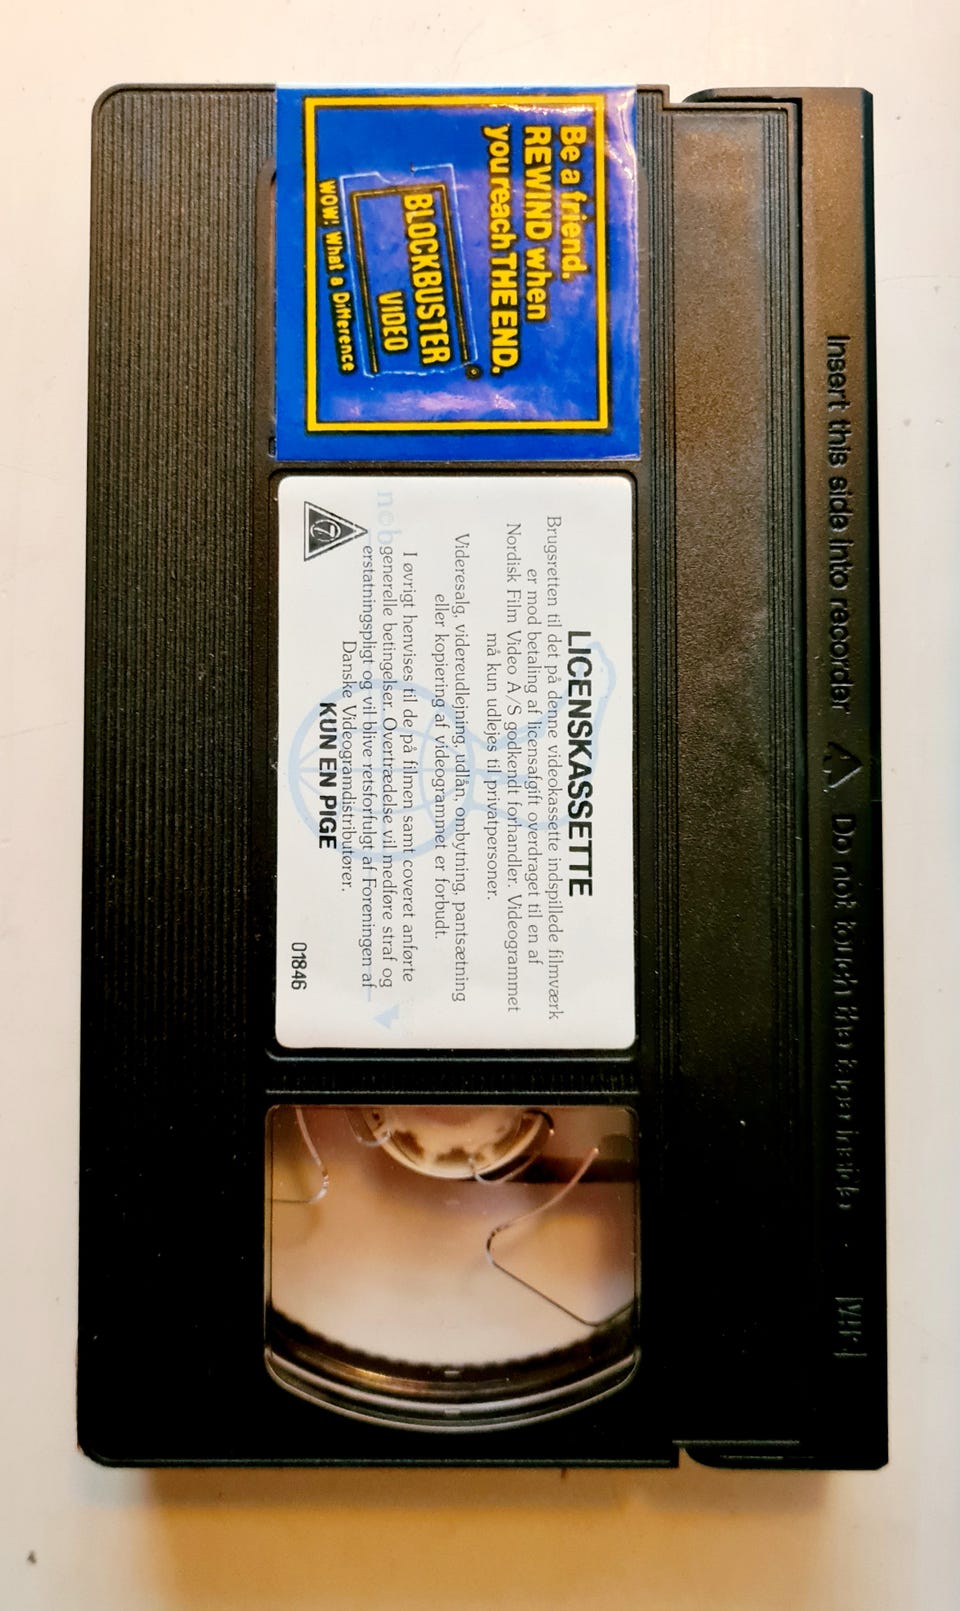 Be a friend.
REWIND when
you reach THE END.
BLOCKBUSTER
VIDEO
WOW! What a Difference
LICENSKASSETTE
Brugsretten til det på denne videokassette indspillede filmværk
er mod betaling af licensafgift overdraget til en af
Nordisk Film Video A/S godkendt forhandler. Videogrammet
må kun udlejes til privatpersoner.
Videresalg, videreudlejning, udlån, ombytning, pantsætning
eller kopiering af videogrammet er forbudt.
I øvrigt henvises til de på filmen samt coveret anførte
generelle betingelser. Overtrædelse vil medføre straf og
erstatningspligt og vil blive retsforfulgt af Foreningen af
Danske Videogramdistributører.
KUN EN PIGE
01846
7
Insert this side into recorder
Do not touch the tape inside
VHS